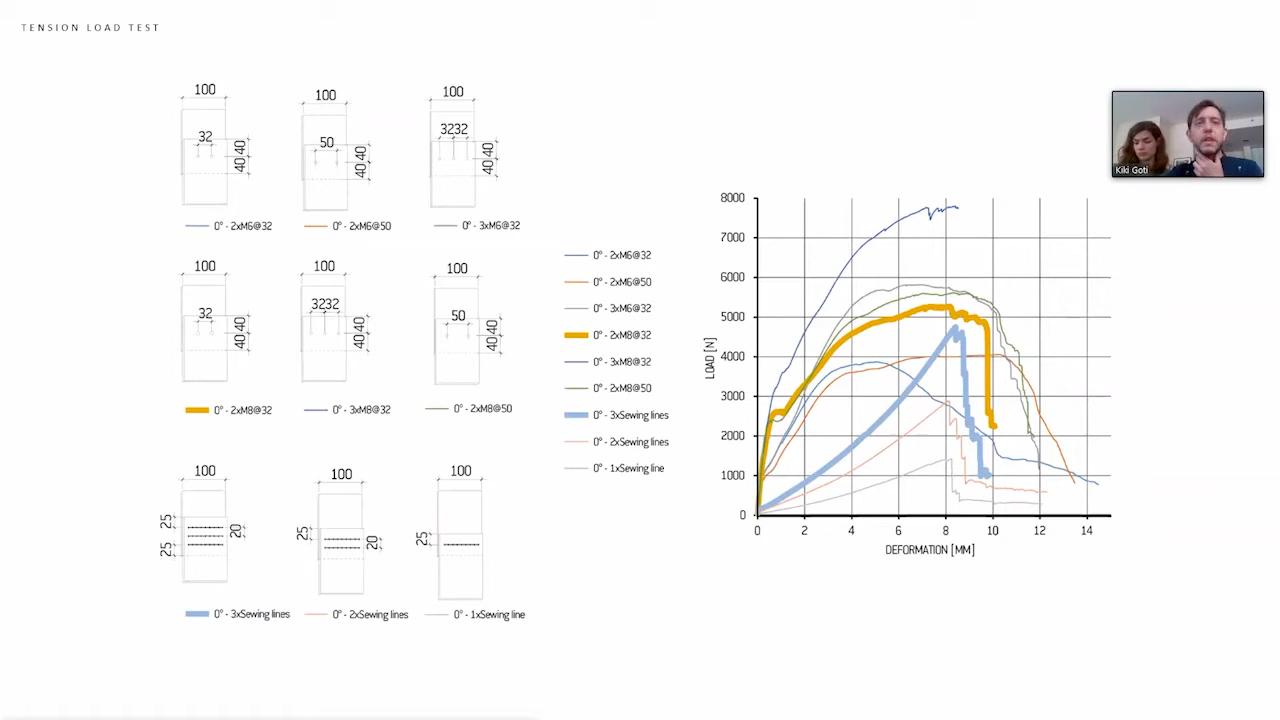 TENSION LOAD TEST
100
100
100
32
50
3232
40 40
40 40
40 40
0° - 2xM6@32
0° - 2xM6@50
0° - 3xM6@32
100
100
100
32
3232
50
40 40
40 40
40 40
0° - 2xM8@32
0° - 3xM8@32
0° - 2xM8@50
100
100
100
25
25
20
25
20
25
0° - 3xSewing lines
0° - 2xSewing lines
0° - 1xSewing line
0° - 2xM6@32
0° - 2xM6@50
0° - 3xM6@32
0° - 2xM8@32
0° - 3xM8@32
0° - 2xM8@50
0° - 3xSewing lines
0° - 2xSewing lines
0° - 1xSewing line
8000
7000
6000
5000
4000
3000
2000
1000
0
LOAD [N]
0 2 4 6 8 10 12 14
DEFORMATION [MM]
Kiki Goti